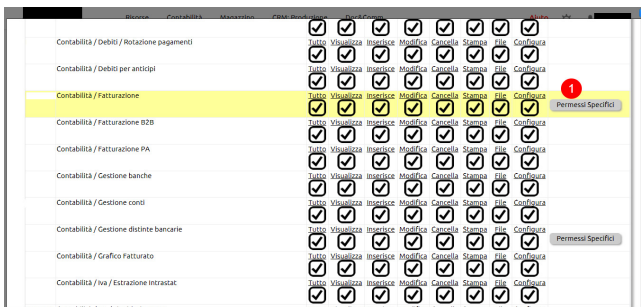 Risorse Contabilità Magazzino CRM: Produzione Doc&Comm. Aiuto
Contabilità / Debiti / Rotazione pagamenti Tutto Visualizza Inserisce Modifica Cancella Stampa File Configura
Contabilità / Debiti per anticipi Tutto Visualizza Inserisce Modifica Cancella Stampa File Configura
1
Contabilità / Fatturazione Tutto Visualizza Inserisce Modifica Cancella Stampa File Configura
Permessi Specifici
Contabilità / Fatturazione B2B Tutto Visualizza Inserisce Modifica Cancella Stampa File Configura
Contabilità / Fatturazione PA Tutto Visualizza Inserisce Modifica Cancella Stampa File Configura
Contabilità / Gestione banche Tutto Visualizza Inserisce Modifica Cancella Stampa File Configura
Contabilità / Gestione conti Tutto Visualizza Inserisce Modifica Cancella Stampa File Configura
Contabilità / Gestione distinte bancarie Tutto Visualizza Inserisce Modifica Cancella Stampa File Configura
Permessi Specifici
Contabilità / Grafico Fatturato Tutto Visualizza Inserisce Modifica Cancella Stampa File Configura
Contabilità / Iva / Estrazione Intrastat Tutto Visualizza Inserisce Modifica Cancella Stampa File Configura